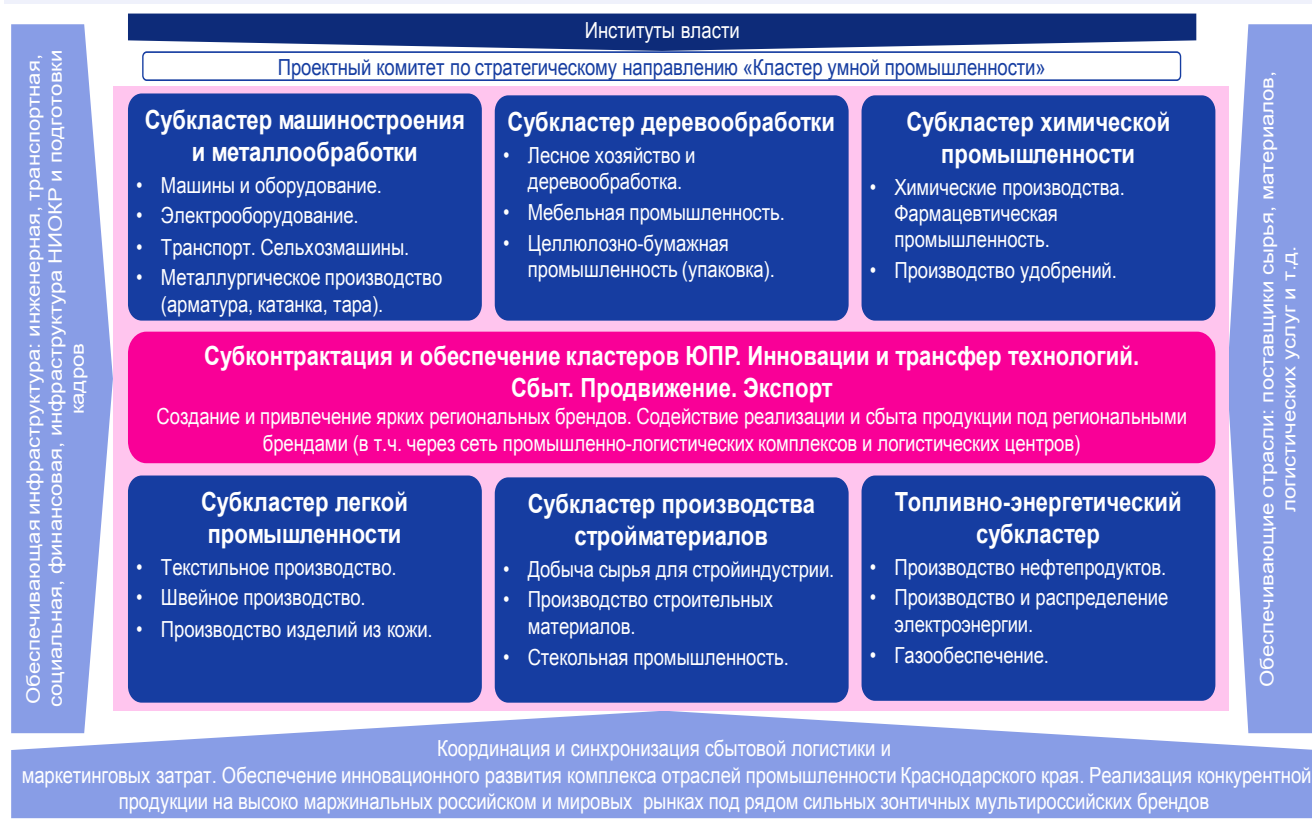 Институты власти
Проектный комитет по стратегическому направлению «Кластер умной промышленности»
Обеспечивающая инфраструктура: инженерная, транспортная,
социальная, финансовая, инфраструктура НИОКР и подготовки
кадров
Субкластер машиностроения
и металлообработки
• Машины и оборудование.
• Электрооборудование.
• Транспорт. Сельхозмашины.
• Металлургическое производство
(арматура, катанка, тара).
Субкластер деревообработки
• Лесное хозяйство и
деревообработка.
• Мебельная промышленность.
• Целлюлозно-бумажная
промышленность (упаковка).
Субкластер химической
промышленности
• Химические производства.
Фармацевтическая
промышленность.
• Производство удобрений.
Субконтрактация и обеспечение кластеров ЮПР. Инновации и трансфер технологий.
Сбыт. Продвижение. Экспорт
Создание и привлечение ярких региональных брендов. Содействие реализации и сбыта продукции под региональными
брендами (в т.ч. через сеть промышленно-логистических комплексов и логистических центров)
Субкластер легкой
промышленности
• Текстильное производство.
• Швейное производство.
• Производство изделий из кожи.
Субкластер производства
стройматериалов
• Добыча сырья для стройиндустрии.
• Производство строительных
материалов.
• Стекольная промышленность.
Топливно-энергетический
субкластер
• Производство нефтепродуктов.
• Производство и распределение
электроэнергии.
• Газообеспечение.
Обеспечивающие отрасли: поставщики сырья, материалов,
логистических услуг и т.д.
Координация и синхронизация сбытовой логистики и
маркетинговых затрат. Обеспечение инновационного развития комплекса отраслей промышленности Краснодарского края. Реализация конкурентной
продукции на высоко маржинальных российском и мировых рынках под рядом сильных зонтичных мультироссийских брендов